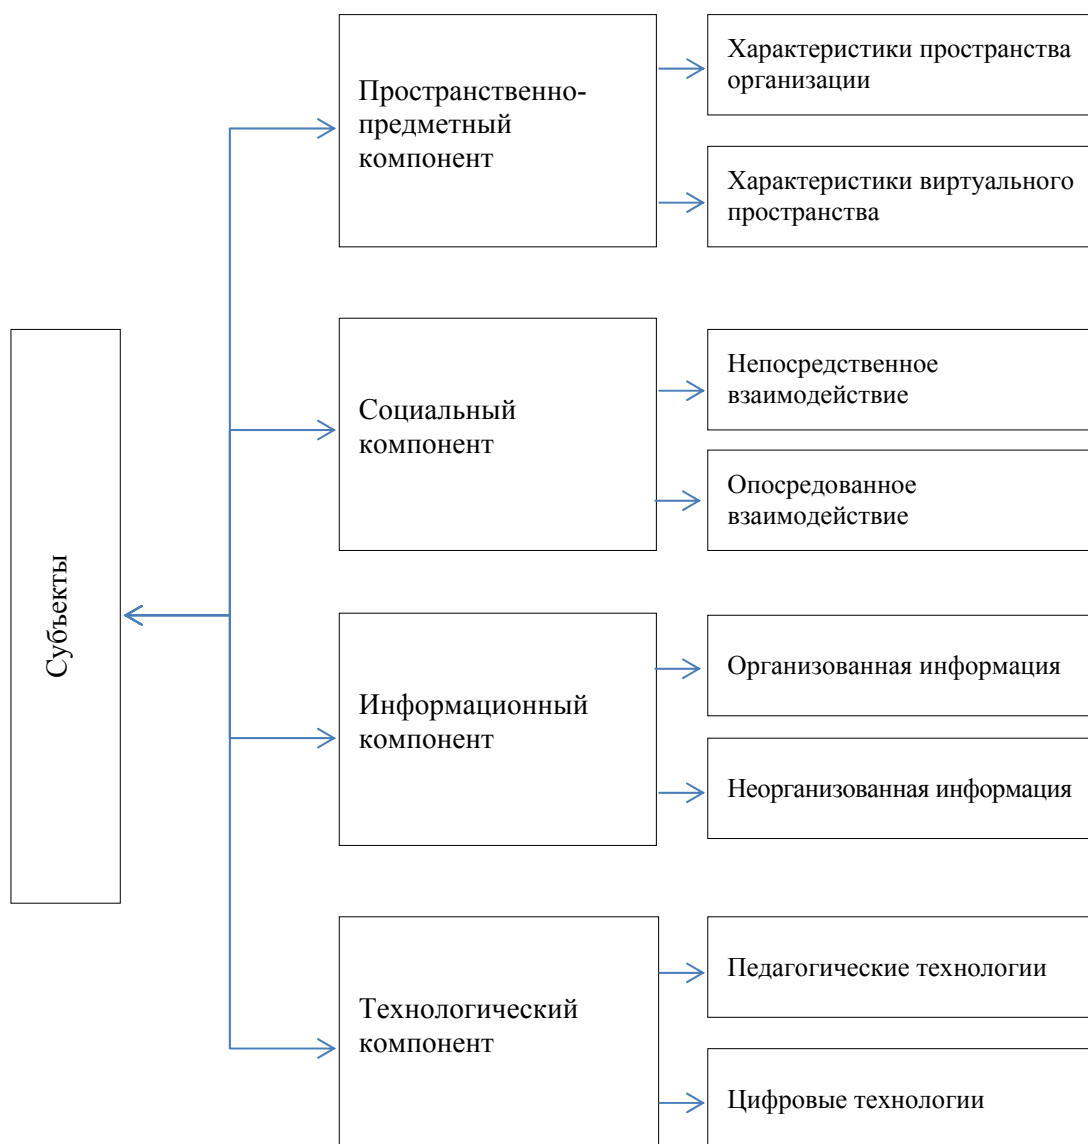 Субъекты
Пространственно-
предметный
компонент
Характеристики пространства
организации
Характеристики виртуального
пространства
Социальный
компонент
Непосредственное
взаимодействие
Опосредованное
взаимодействие
Информационный
компонент
Организованная информация
Неорганизованная информация
Технологический
компонент
Педагогические технологии
Цифровые технологии